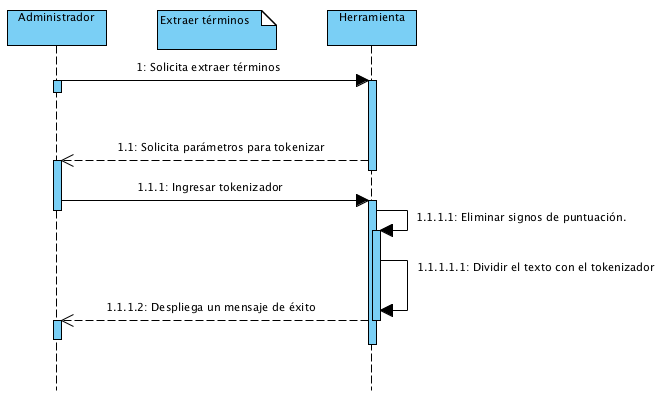 Administrador
Extraer términos
Herramienta
1: Solicita extraer términos
1.1: Solicita parámetros para tokenizar
1.1.1: Ingresar tokenizador
1.1.1.1: Eliminar signos de puntuación.
1.1.1.1.1: Dividir el texto con el tokenizador
1.1.1.2: Despliega un mensaje de éxito